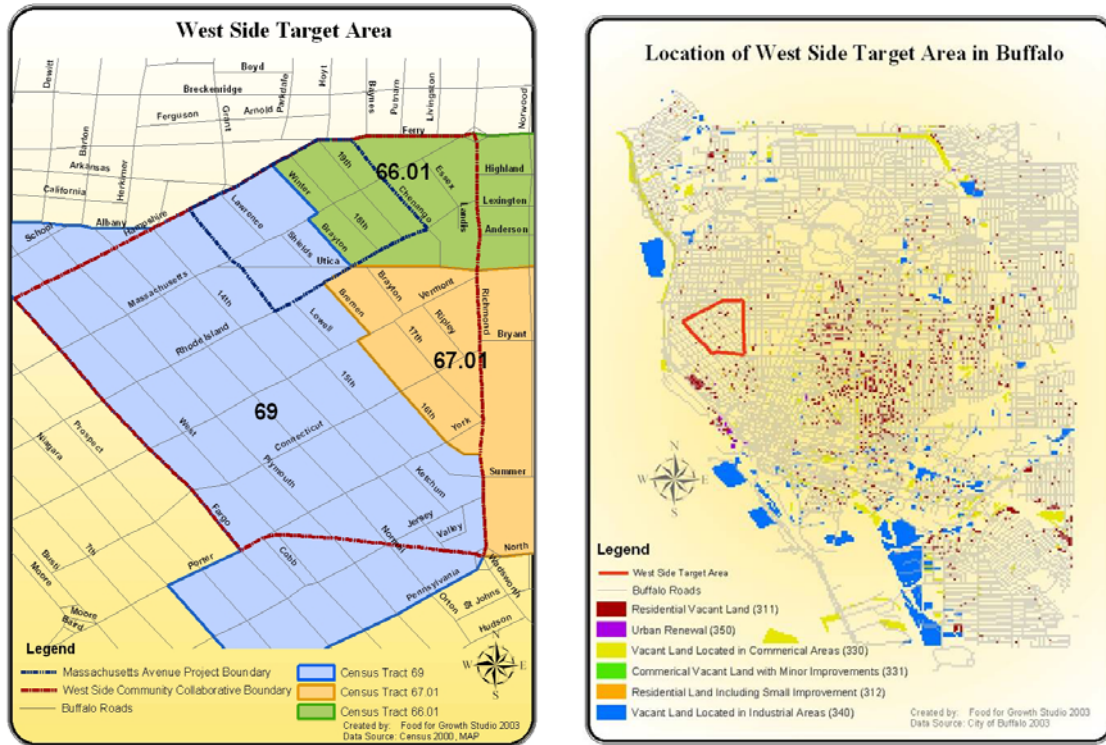 West Side Target Area
Dewitt
Boyd
Hoyt
Breckenridge
Parkdale
Baynes
Putnam
Livingston
Norwood
Barton
Ferguson
Arnold
Grant
Ferry
Arkansas
Herkimer
California
19th
66.01
Essex
Highland
Winter
Chenango
Lexington
Albany
Hampshire
Lawrence
18th
Landis
Anderson
School
Brayton
Shields
Utica
Massachusetts
14th
Bremen
Brayton
Vermont
Richmond
Lowell
Ripley
17th
Bryant
Rhode Island
67.01
15th
69
16th
York
West
Connecticut
Prospect
Niagara
Plymouth
Ketchum
Summer
Fargo
Jersey
Valley
Normal
North
7th
Porter
Cobb
Busti
Moore
Pennsylvania
Wadsworth
Orton
St Johns
Moore
Baird
Hudson
N
W
E
S
Legend
Massachusetts Avenue Project Boundary
West Side Community Collaborative Boundary
Buffalo Roads
Census Tract 69
Census Tract 67.01
Census Tract 66.01
Created by: Food for Growth Studio 2003
Data Source: Census 2000, MAP
Location of West Side Target Area in Buffalo
N
W
E
S
Legend
West Side Target Area
Buffalo Roads
Residential Vacant Land (311)
Urban Renewal (350)
Vacant Land Located in Commerical Areas (330)
Commerical Vacant Land with Minor Improvements (331)
Residential Land Including Small Improvement (312)
Vacant Land Located in Industrial Areas (340)
Created by: Food for Growth Studio 2003
Data Source: City of Buffalo 2003